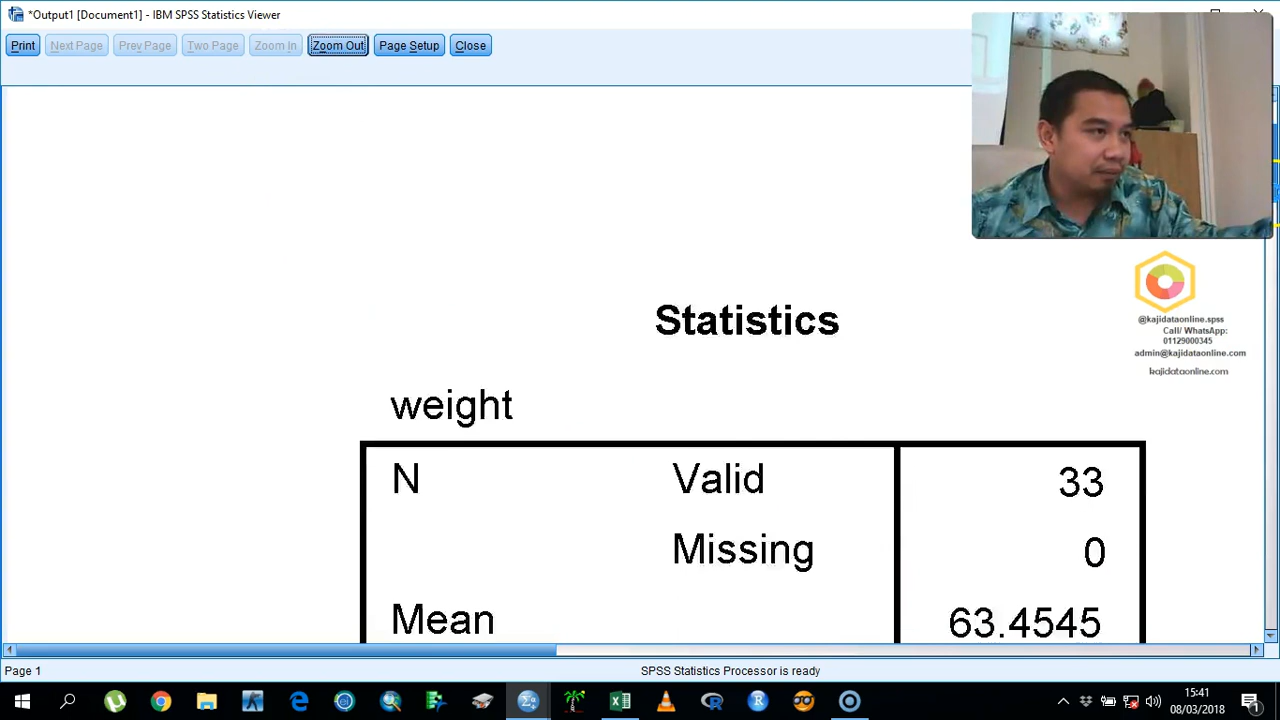 *Output1 [Document1] - IBM SPSS Statistics Viewer
Print Next Page Prev Page Two Page Zoom In Zoom Out Page Setup Close
@kajidataonline.spss
Call/ WhatsApp:
01129000345
admin@kajidataonline.com
kajidataonline.com
Statistics
weight
N Valid 33
Missing 0
Mean 63.4545
Page 1 SPSS Statistics Processor is ready
15:41
08/03/2018